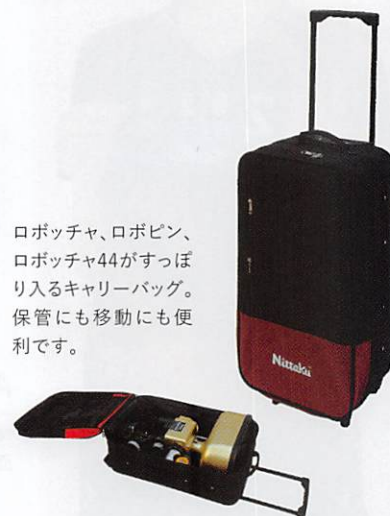 ロボッチャ、ロボピン、
ロボッチャ44がすっぽ
り入るキャリーバッグ。
保管にも移動にも便
利です。
Nittaku